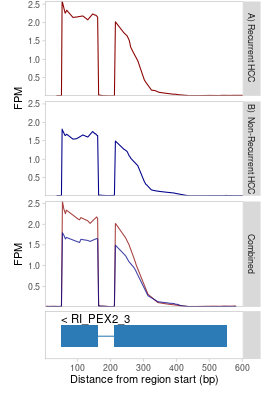 2.5
2.0
1.5
1.0
0.5
FPM
A) Recurrent HCC
2.5
2.0
1.5
1.0
0.5
B) Non-Recurrent HCC
2.5
2.0
1.5
1.0
0.5
FPM
Combined
< RI_PEX2_3
100 200 300 400 500 600
Distance from region start (bp)